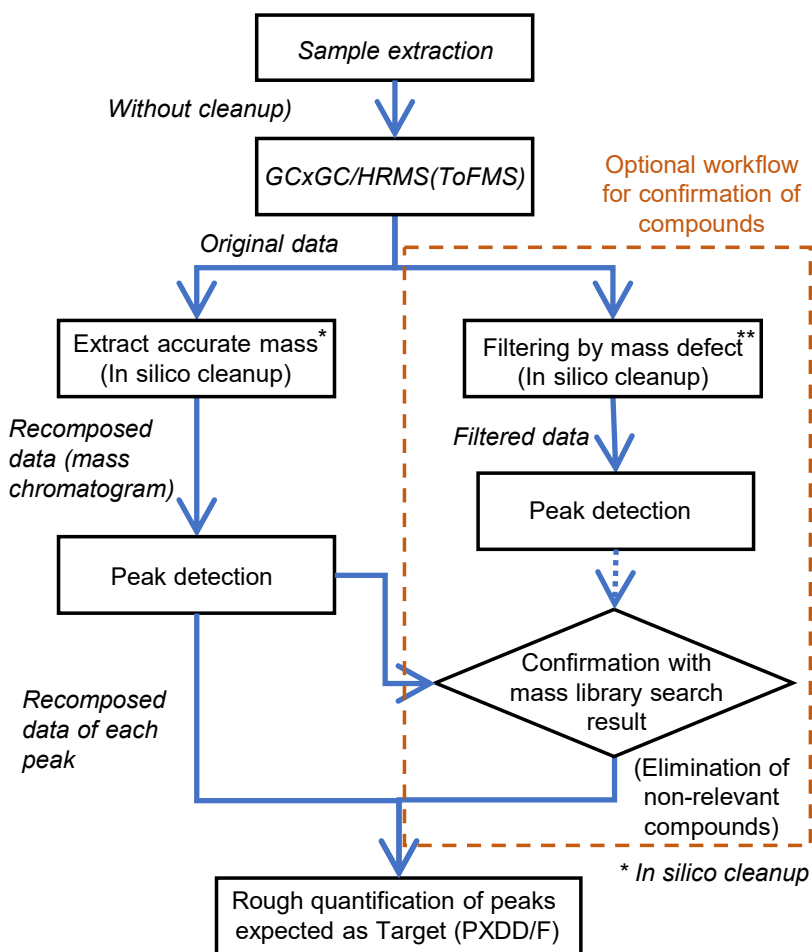 Sample extraction
Without cleanup)
GCxGC/HRMS(ToFMS)
Optional workflow
for confirmation of
compounds
Original data
Extract accurate mass*
(In silico cleanup)
Filtering by mass defect**
(In silico cleanup)
Recomposed
data (mass
chromatogram)
Filtered data
Peak detection
Peak detection
Confirmation with
mass library search
result
Recomposed
data of each
peak
(Elimination of
non-relevant
compounds)
* In silico cleanup
Rough quantification of peaks
expected as Target (PXDD/F)